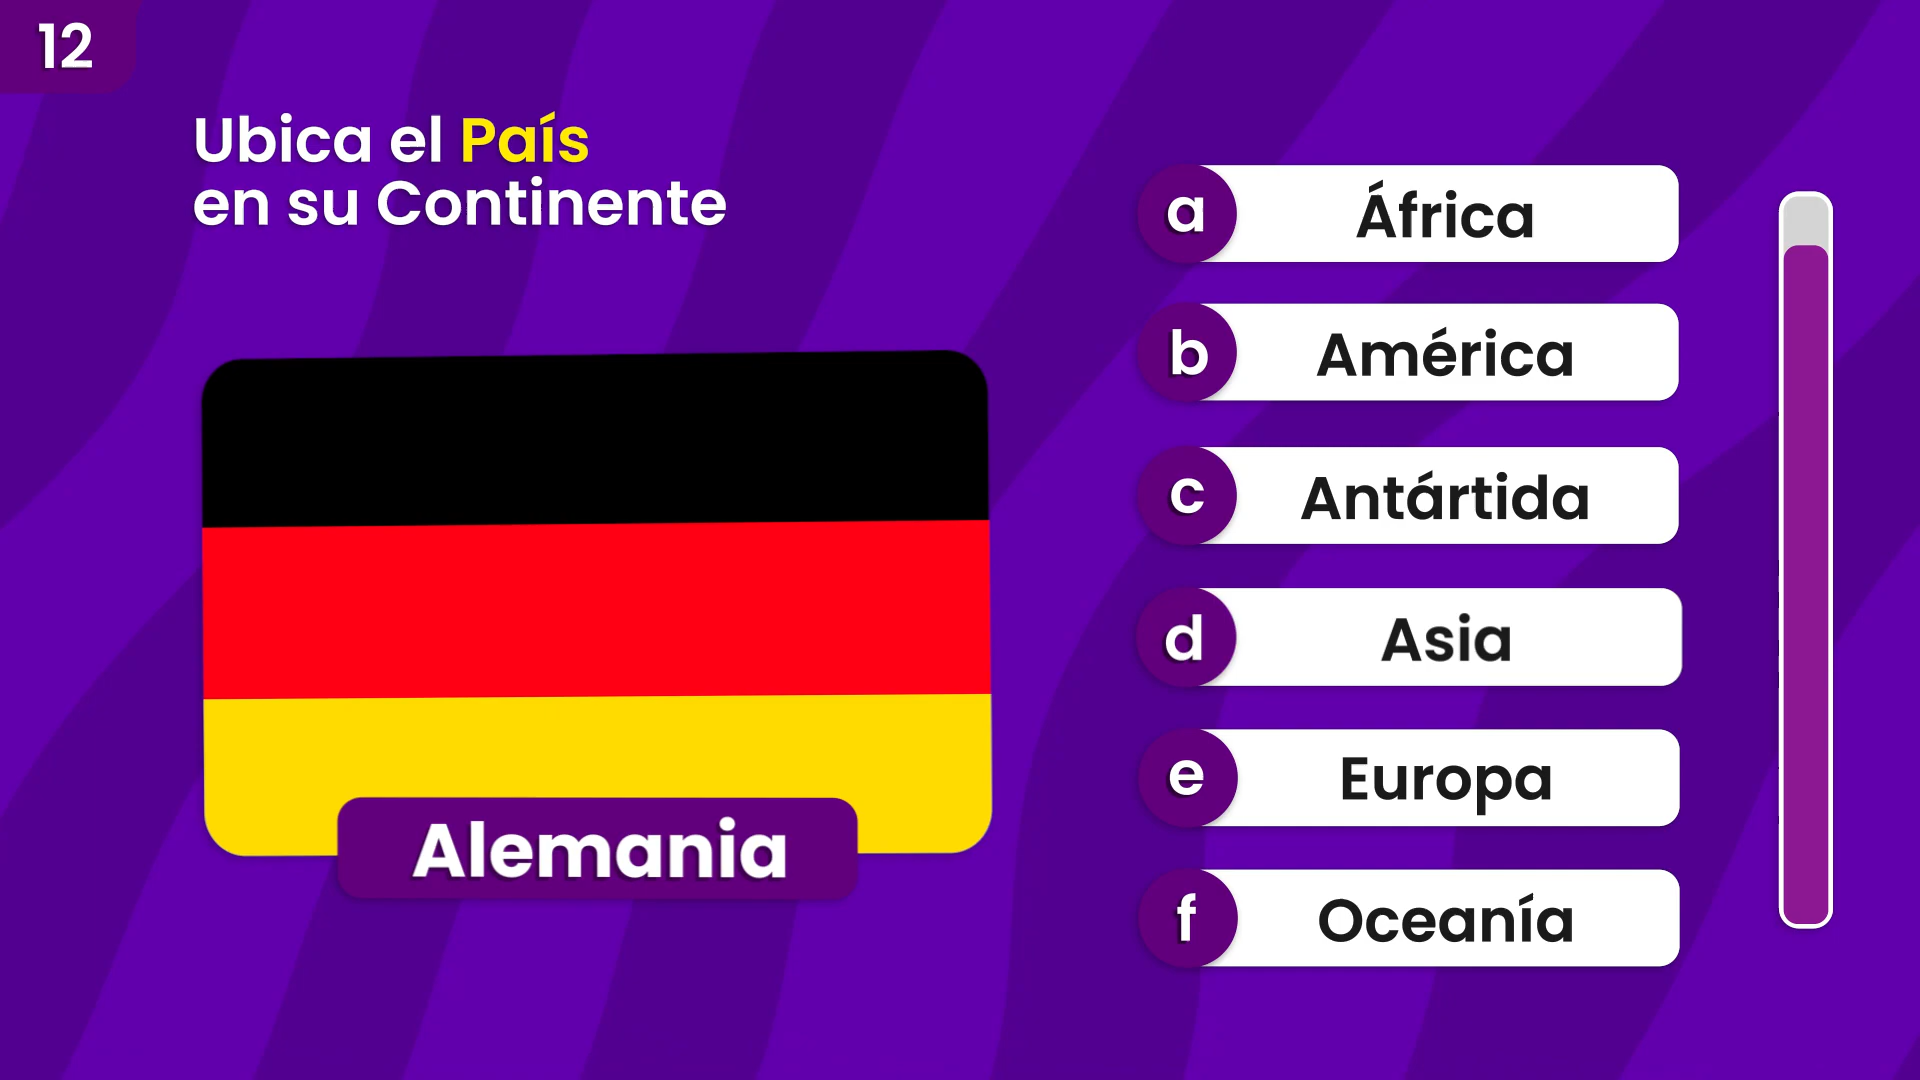 12
Ubica el País
en su Continente
Alemania
a África
b América
c Antártida
d Asia
e Europa
f Oceanía